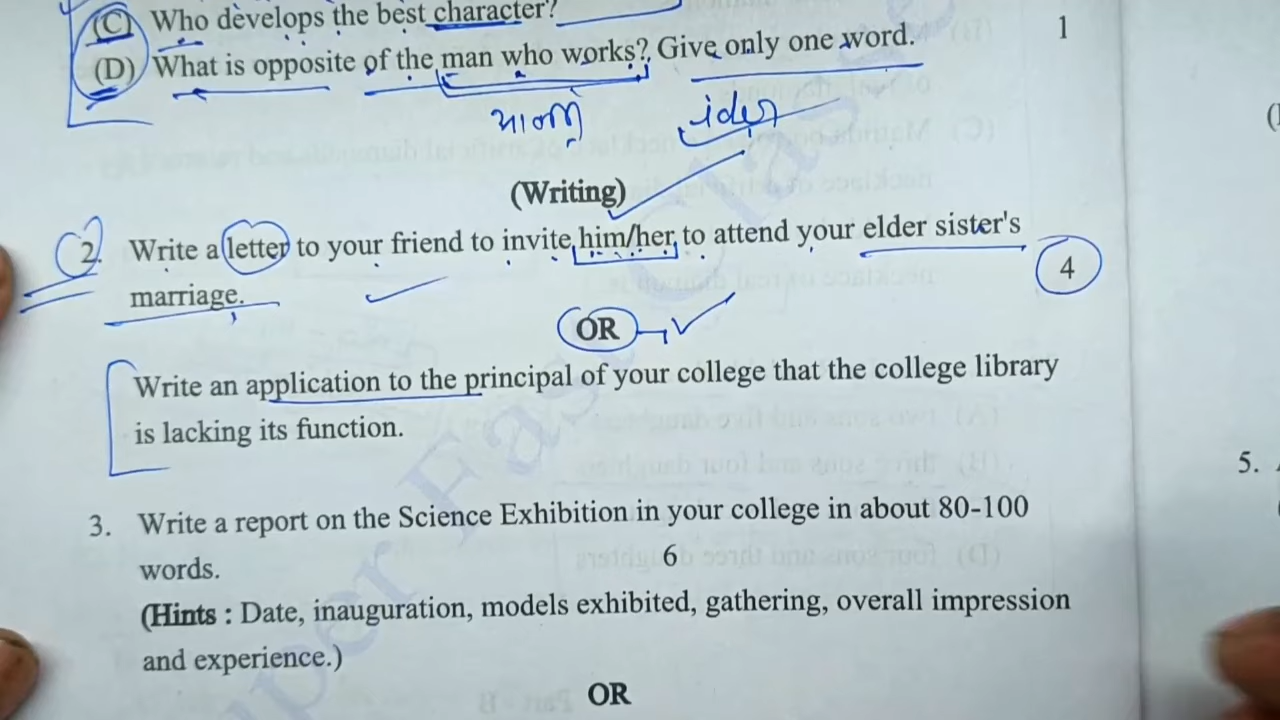 (C) Who develops the best character?
(D) What is opposite of the man who works? Give only one word. 1
(Writing)
2. Write a letter to your friend to invite him/her to attend your elder sister's
marriage. 4
OR
Write an application to the principal of your college that the college library
is lacking its function.
3. Write a report on the Science Exhibition in your college in about 80-100
words. 6
(Hints : Date, inauguration, models exhibited, gathering, overall impression
and experience.)
OR
5.